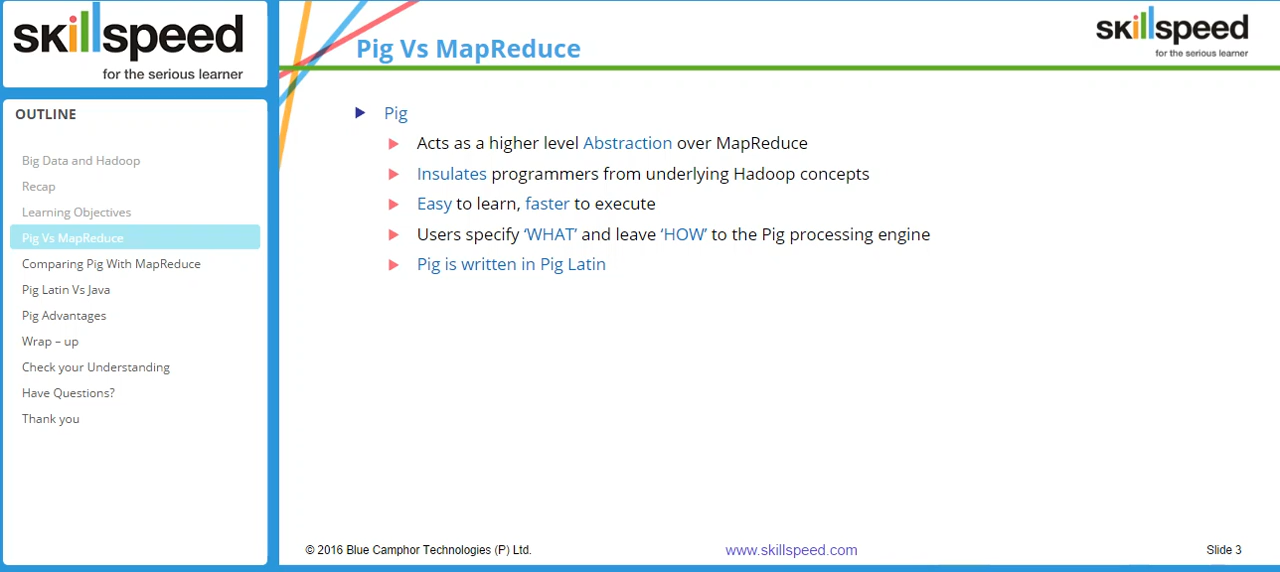 skillspeed
for the serious learner
OUTLINE
Big Data and Hadoop
Recap
Learning Objectives
Pig Vs MapReduce
Comparing Pig With MapReduce
Pig Latin Vs Java
Pig Advantages
Wrap – up
Check your Understanding
Have Questions?
Thank you
Pig Vs MapReduce
skillspeed
for the serious learner
Pig
Acts as a higher level Abstraction over MapReduce
Insulates programmers from underlying Hadoop concepts
Easy to learn, faster to execute
Users specify ‘WHAT’ and leave ‘HOW’ to the Pig processing engine
Pig is written in Pig Latin
© 2016 Blue Camphor Technologies (P) Ltd.
www.skillspeed.com
Slide 3